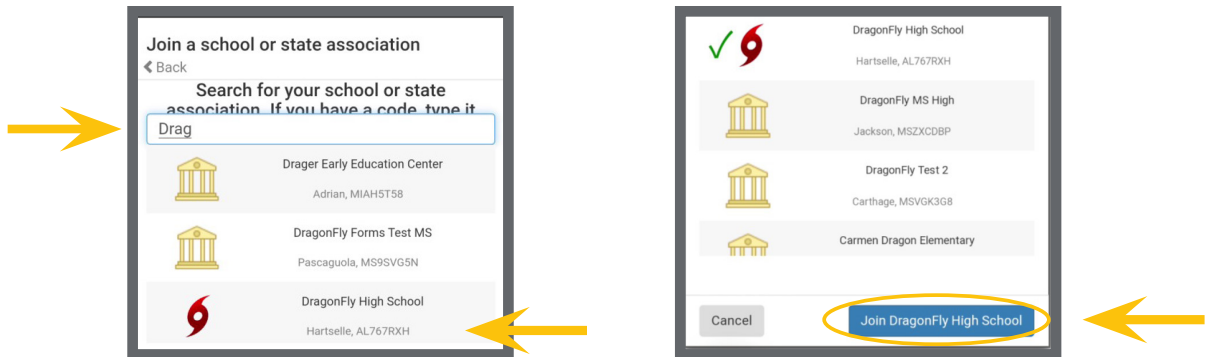 Join a school or state association
Back
Search for your school or state
association. If you have a code, type it
Drag
Drager Early Education Center
Adrian, MIAH5T58
DragonFly Forms Test MS
Pascaguola, MS9SVG5N
DragonFly High School
Hartselle, AL767RXH
DragonFly High School
Hartselle, AL767RXH
DragonFly MS High
Jackson, MSZXCDBP
DragonFly Test 2
Carthage, MSVGK3G8
Carmen Dragon Elementary
Cancel
Join DragonFly High School